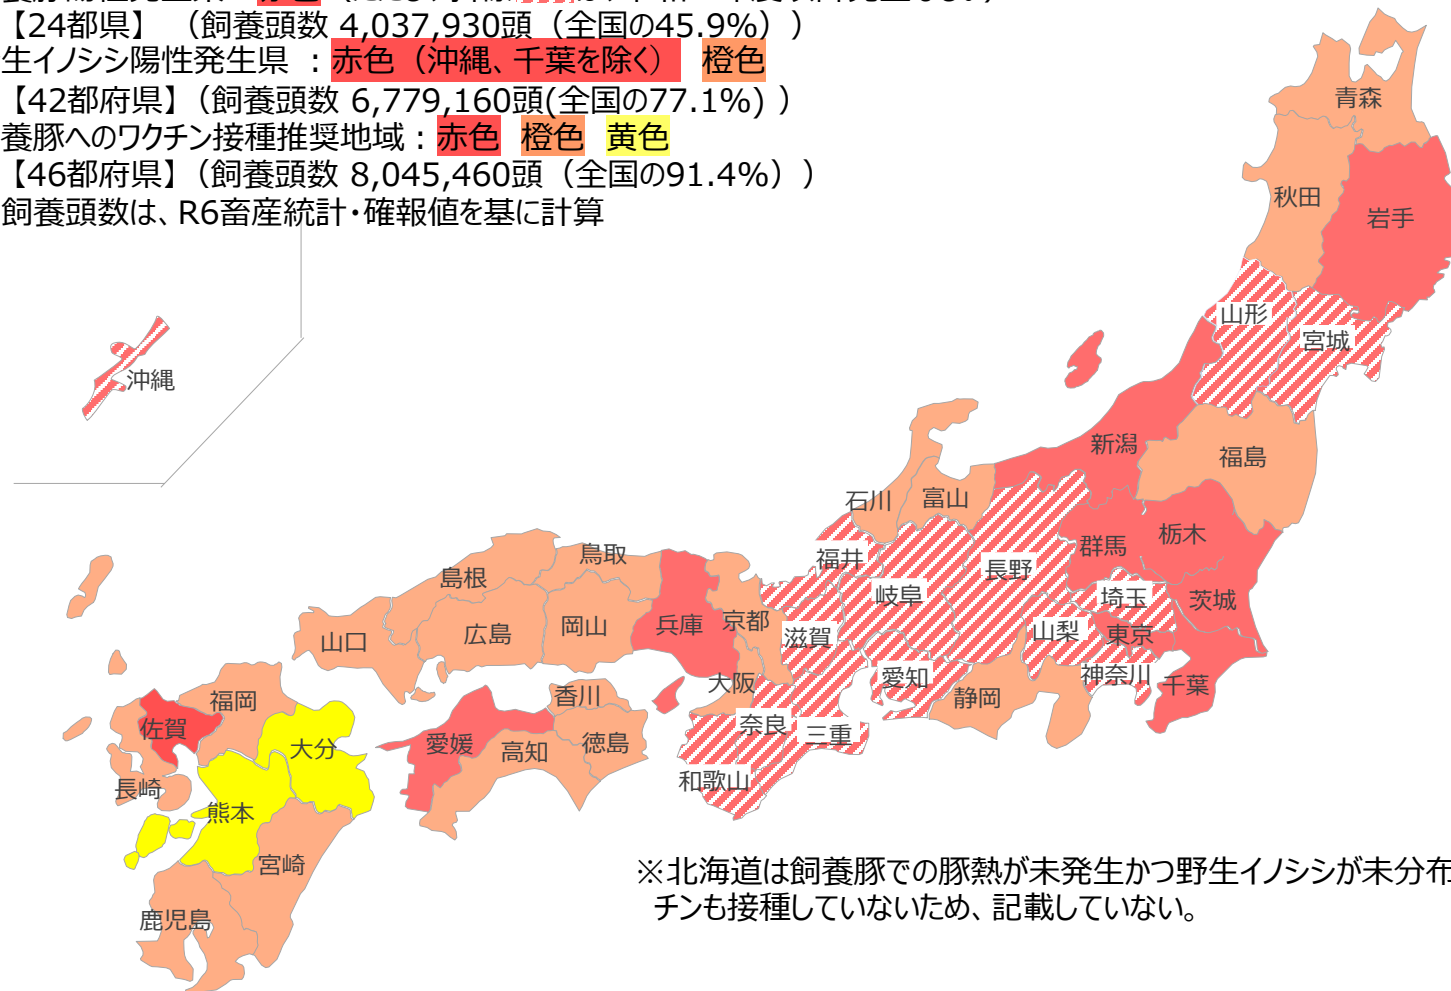 【24都県】 （飼養頭数 4,037,930頭（全国の45.9%））
生イノシシ陽性発生県 ：赤色（沖縄、千葉を除く） 橙色
【42都府県】（飼養頭数 6,779,160頭(全国の77.1%) ）
養豚へのワクチン接種推奨地域：赤色 橙色 黄色
【46都府県】（飼養頭数 8,045,460頭（全国の91.4%））
飼養頭数は、R6畜産統計・確報値を基に計算
青森
秋田
岩手
山形
宮城
沖縄
新潟
福島
石川
富山
栃木
群馬
福井
鳥取
長野
島根
岐阜
埼玉
茨城
兵庫
京都
岡山
広島
山口
滋賀
山梨
東京
愛知
神奈川
大阪
千葉
香川
静岡
福岡
佐賀
奈良
三重
愛媛
高知
徳島
大分
和歌山
長崎
熊本
宮崎
鹿児島
※北海道は飼養豚での豚熱が未発生かつ野生イノシシが未分布
チンも接種していないため、記載していない。